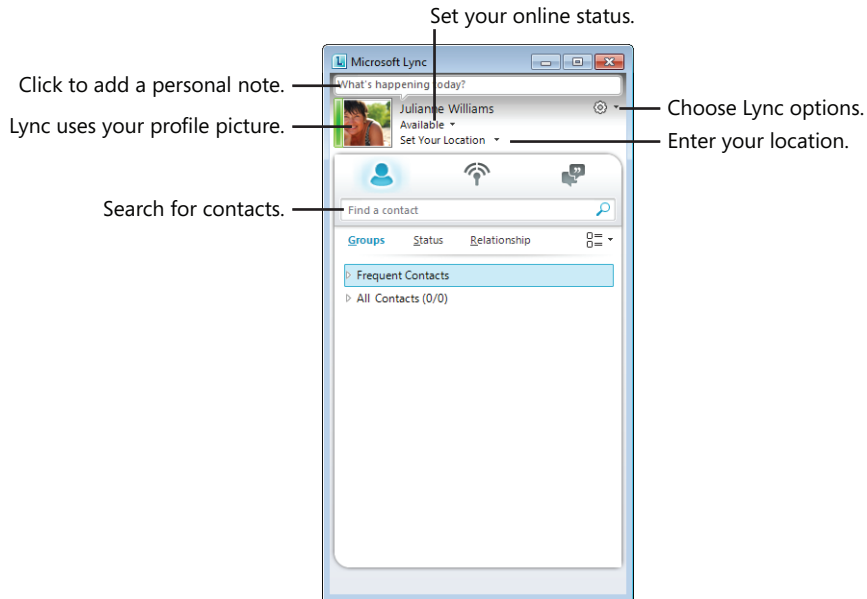 Set your online status.
Microsoft Lync
Click to add a personal note.
What's happening today?
Julianne Williams
Choose Lync options.
Lync uses your profile picture.
Available
Set Your Location
Enter your location.
Search for contacts.
Find a contact
Groups Status Relationship
Frequent Contacts
All Contacts (0/0)